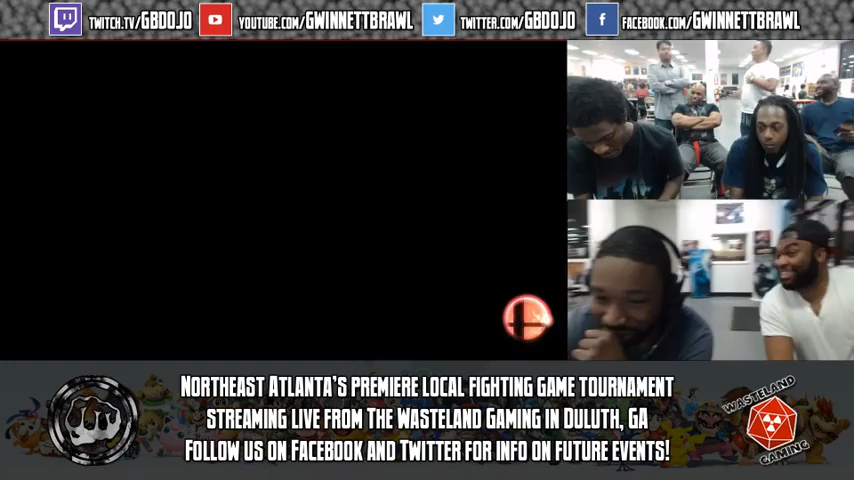 TWITCH.TV/GBDOJO YOUTUBE.COM/GWINNETTBRAWL TWITTER.COM/GBDOJO FACEBOOK.COM/GWINNETTBRAWL
NORTHEAST ATLANTA'S PREMIERE LOCAL FIGHTING GAME TOURNAMENT
STREAMING LIVE FROM THE WASTELAND GAMING IN DULUTH, GA
FOLLOW US ON FACEBOOK AND TWITTER FOR INFO ON FUTURE EVENTS!
WASTELAND
GAMING